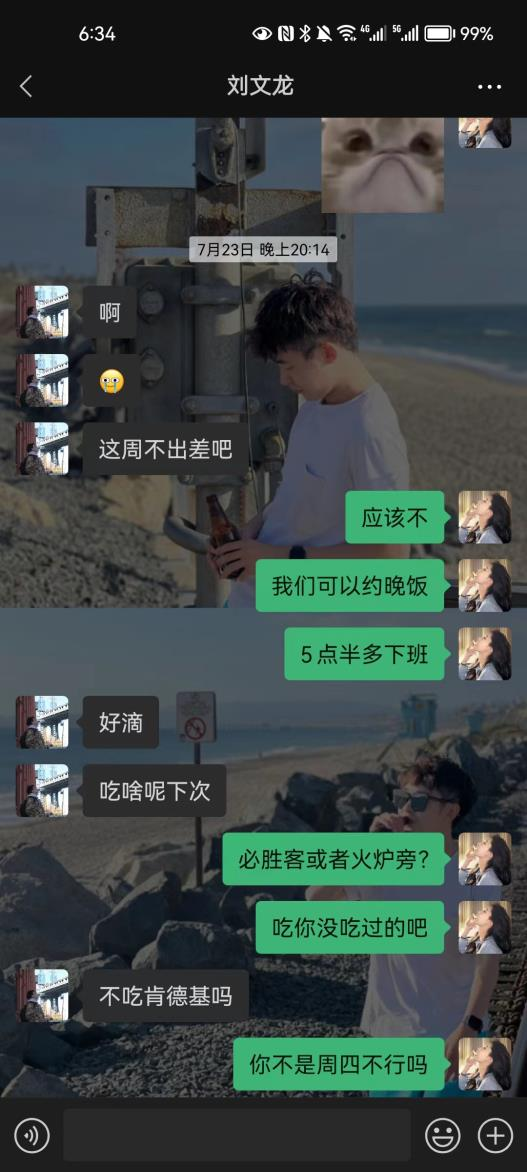 6:34
4G
5G
99%
刘文龙
7月23日 晚上20:14
啊
这周不出差吧
应该不
我们可以约晚饭
5点半多下班
好滴
吃啥呢下次
必胜客或者火炉旁？
吃你没吃过的吧
不吃肯德基吗
你不是周四不行吗